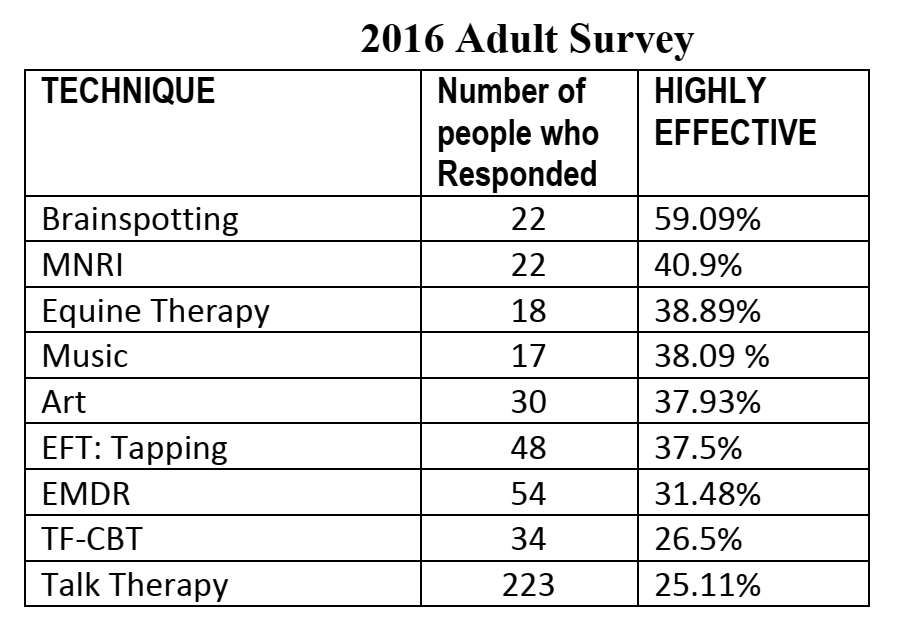 2016 Adult Survey
TECHNIQUE Number of people who Responded HIGHLY EFFECTIVE
Brainspotting 22 59.09%
MNRI 22 40.9%
Equine Therapy 18 38.89%
Music 17 38.09 %
Art 30 37.93%
EFT: Tapping 48 37.5%
EMDR 54 31.48%
TF-CBT 34 26.5%
Talk Therapy 223 25.11%